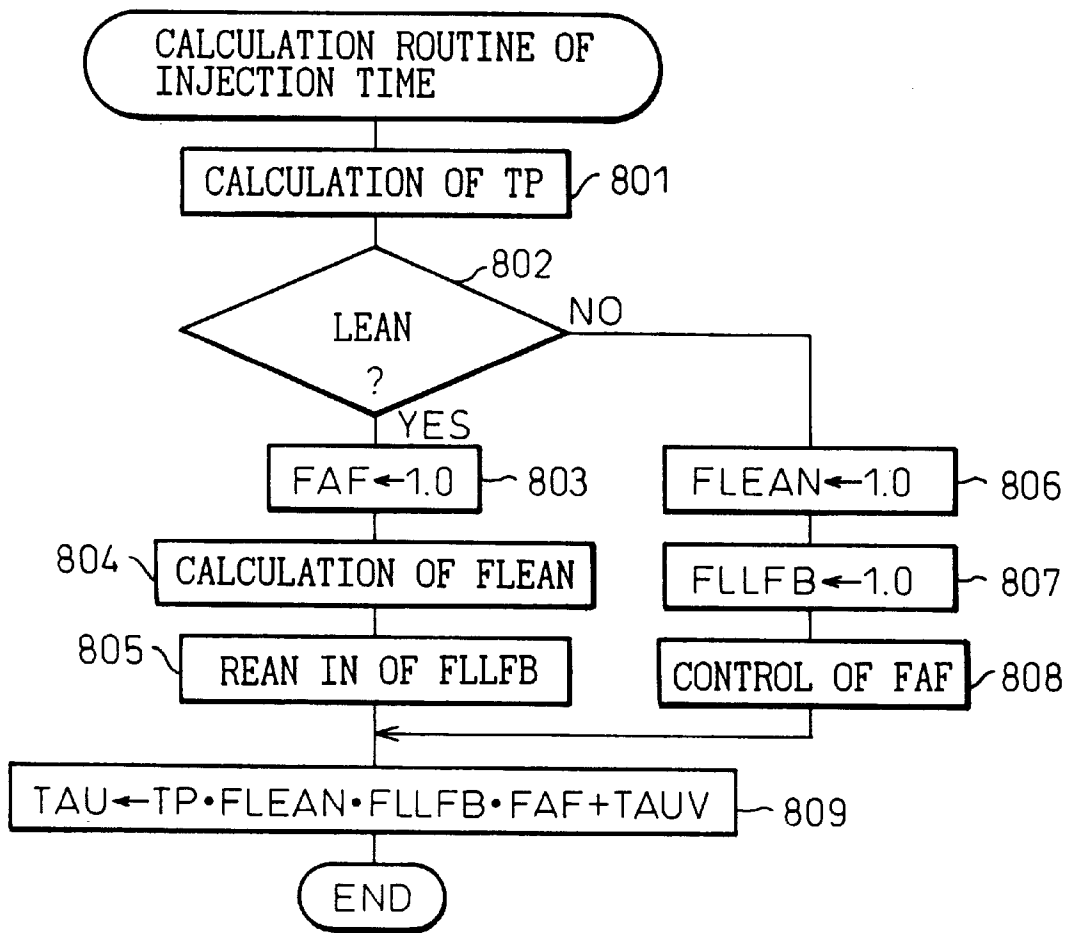 CALCULATION ROUTINE OF
INJECTION TIME
CALCULATION OF TP
801
802
LEAN
?
NO
YES
FAF←1.0
803
804
CALCULATION OF FLEAN
805
REAN IN OF FLLFB
FLEAN←1.0
806
FLLFB←1.0
807
CONTROL OF FAF
808
TAU←TP•FLEAN•FLLFB•FAF+TAUV
809
END